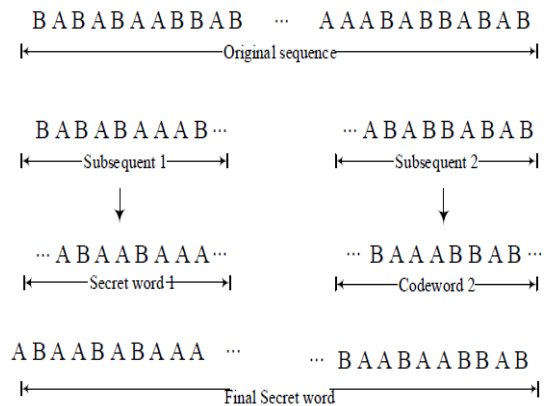 B A B A B A A B B A B ... A A A B A B B A B A B
Original sequence
B A B A B A A A B ... ... A B A B B A B A B
Subsequent 1 Subsequent 2
... A B A A B A A A ... ... B A A A B B A B ...
Secret word 1 Codeword 2
A B A A B A B A A A ... ... B A A B A A B B A B
Final Secret word